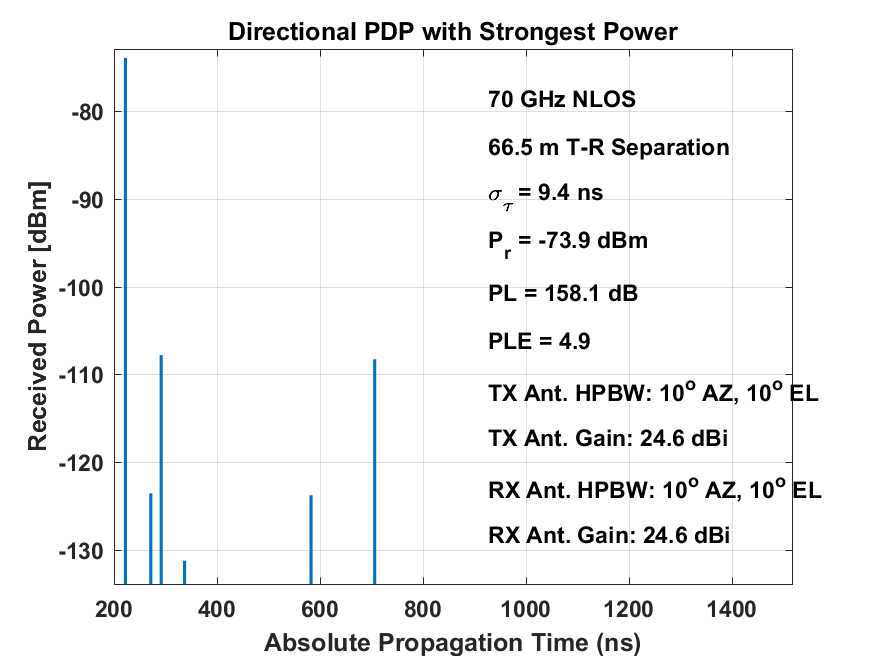 Directional PDP with Strongest Power
70 GHz NLOS
66.5 m T-R Separation
σ_τ = 9.4 ns
P_r = -73.9 dBm
PL = 158.1 dB
PLE = 4.9
TX Ant. HPBW: 10° AZ, 10° EL
TX Ant. Gain: 24.6 dBi
RX Ant. HPBW: 10° AZ, 10° EL
RX Ant. Gain: 24.6 dBi
Received Power [dBm]
-80
-90
-100
-110
-120
-130
200 400 600 800 1000 1200 1400
Absolute Propagation Time (ns)